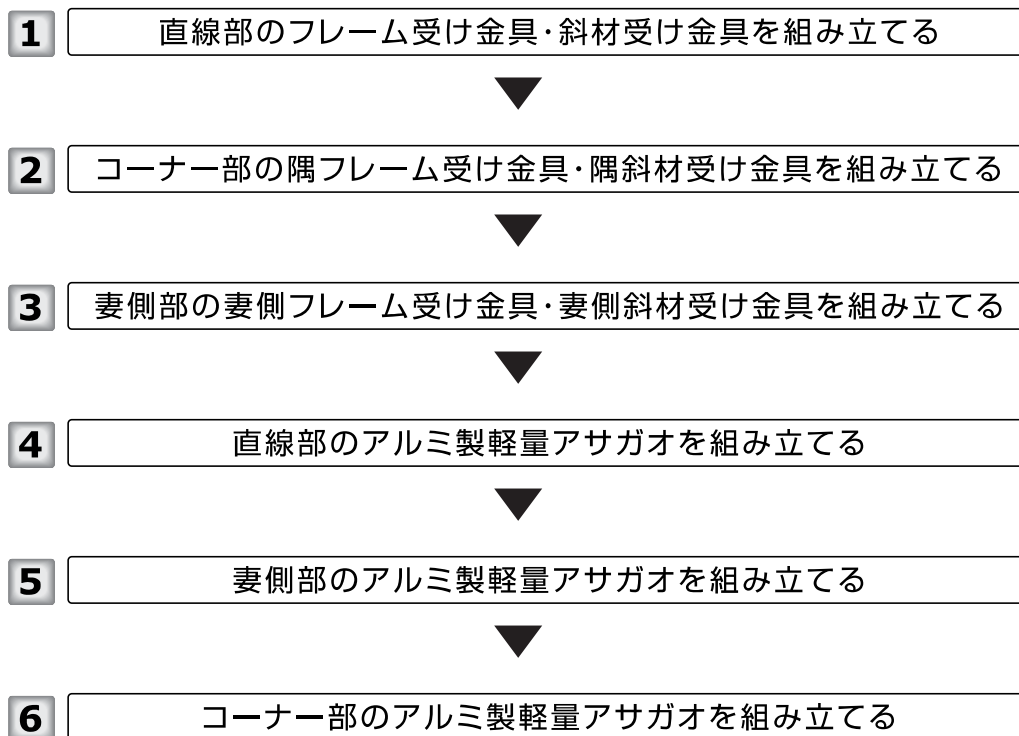 1 直線部のフレーム受け金具・斜材受け金具を組み立てる
2 コーナー部の隅フレーム受け金具・隅斜材受け金具を組み立てる
3 妻側部の妻側フレーム受け金具・妻側斜材受け金具を組み立てる
4 直線部のアルミ製軽量アサガオを組み立てる
5 妻側部のアルミ製軽量アサガオを組み立てる
6 コーナー部のアルミ製軽量アサガオを組み立てる